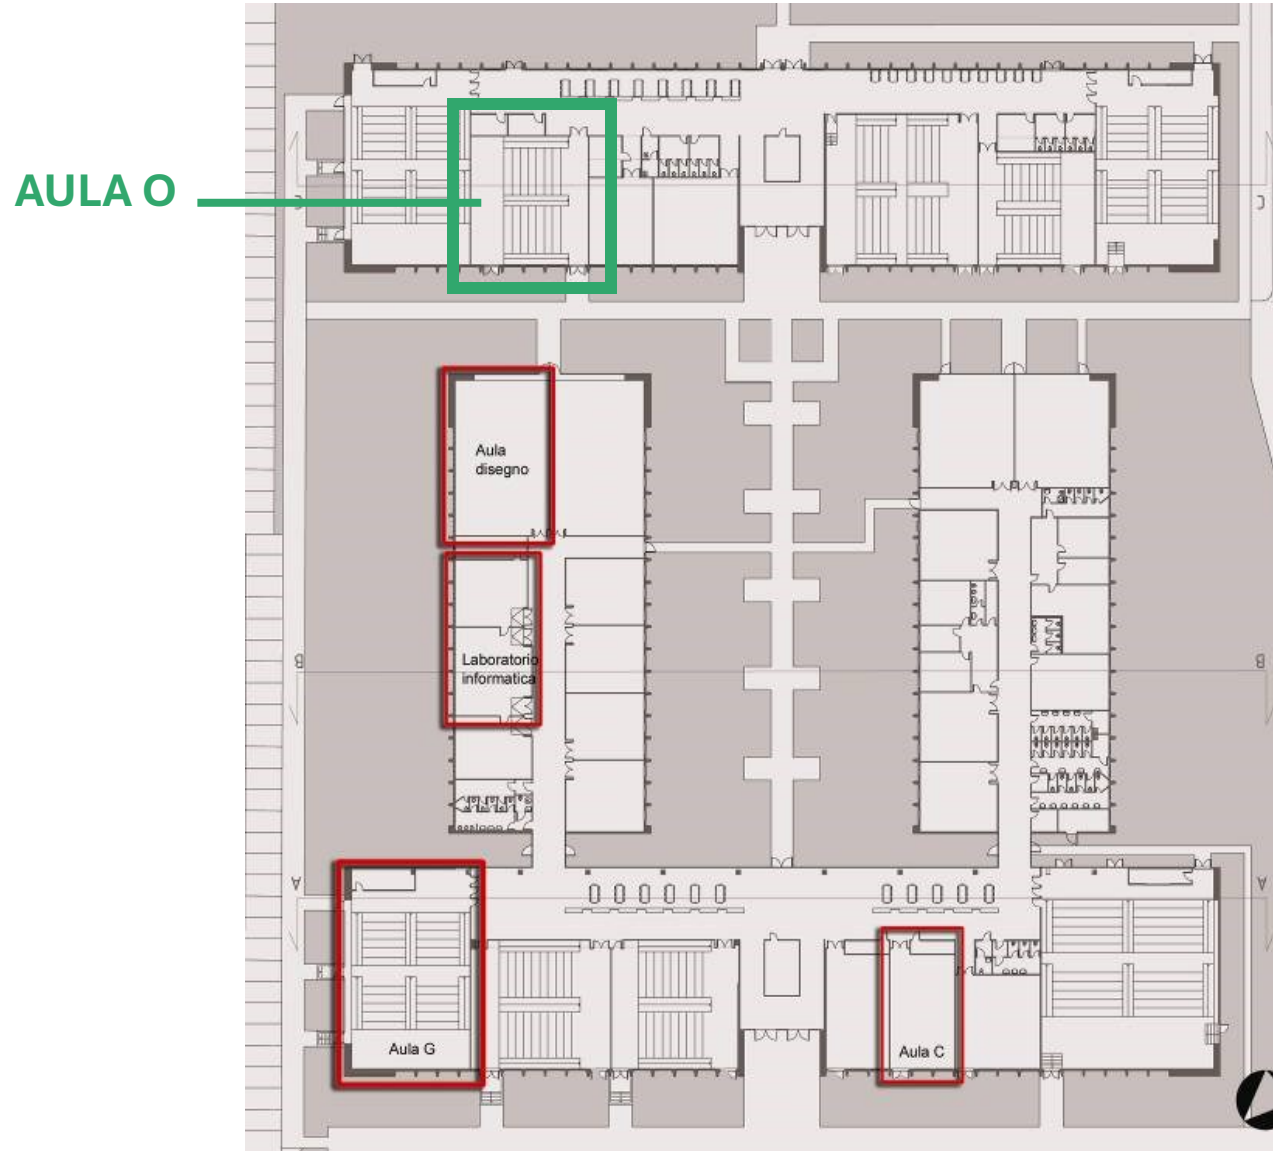 AULA O
C
C
Aula
disegno
Laboratorio
informatica
B
B
A
A
Aula G
Aula C